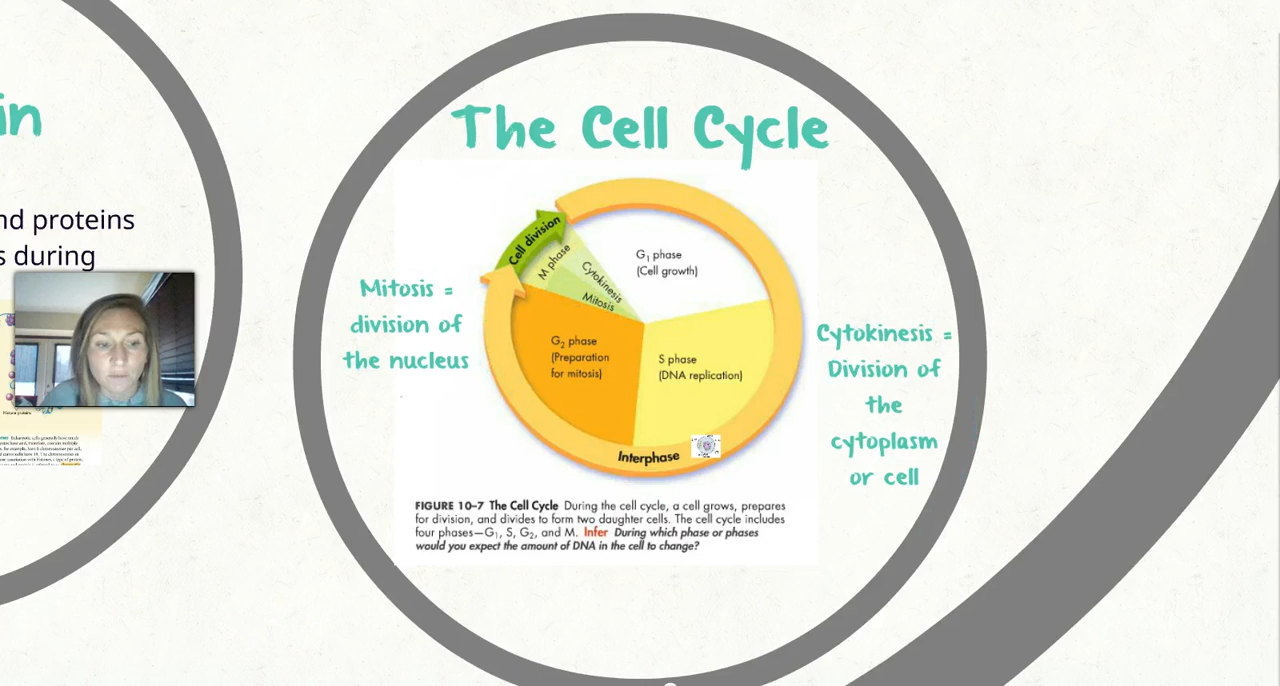 in
nd proteins
s during
The Cell Cycle
Mitosis =
division of
the nucleus
Cell division
M phase
Cytokinesis
Mitosis
G₁ phase
(Cell growth)
G₂ phase
(Preparation
for mitosis)
S phase
(DNA replication)
Interphase
Cytokinesis =
Division of
the
cytoplasm
or cell
FIGURE 10–7 The Cell Cycle During the cell cycle, a cell grows, prepares
for division, and divides to form two daughter cells. The cell cycle includes
four phases—G₁, S, G₂, and M. Infer During which phase or phases
would you expect the amount of DNA in the cell to change?